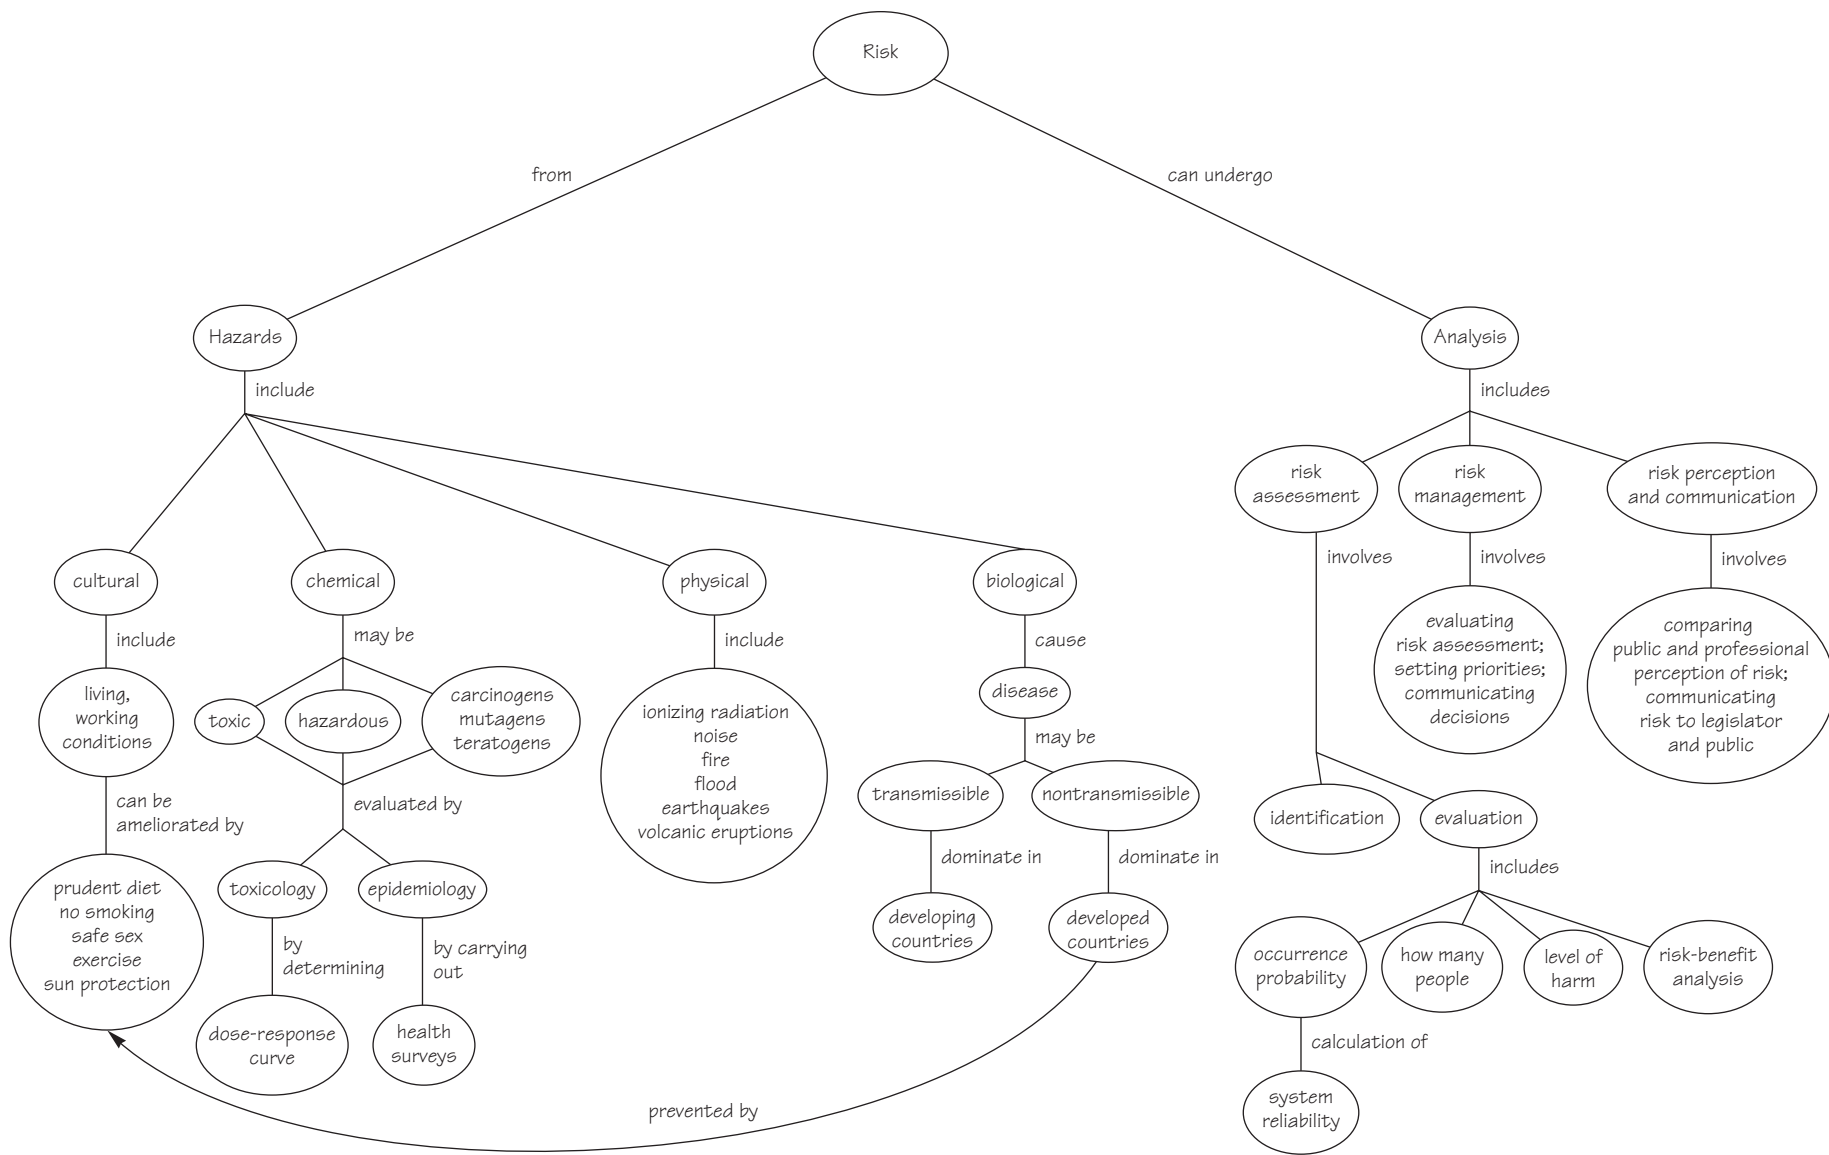 Risk
from
can undergo
Hazards
Analysis
include
includes
risk
assessment
risk
management
risk perception
and communication
involves
involves
involves
cultural
chemical
physical
biological
include
may be
include
cause
living,
working
conditions
toxic
hazardous
carcinogens
mutagens
teratogens
ionizing radiation
noise
fire
flood
earthquakes
volcanic eruptions
disease
may be
transmissible
nontransmissible
evaluating
risk assessment;
setting priorities;
communicating
decisions
comparing
public and professional
perception of risk;
communicating
risk to legislator
and public
can be
ameliorated by
evaluated by
dominate in
dominate in
identification
evaluation
includes
prudent diet
no smoking
safe sex
exercise
sun protection
toxicology
epidemiology
by
determining
by carrying
out
developing
countries
developed
countries
occurrence
probability
how many
people
level of
harm
risk-benefit
analysis
dose-response
curve
health
surveys
calculation of
system
reliability
prevented by